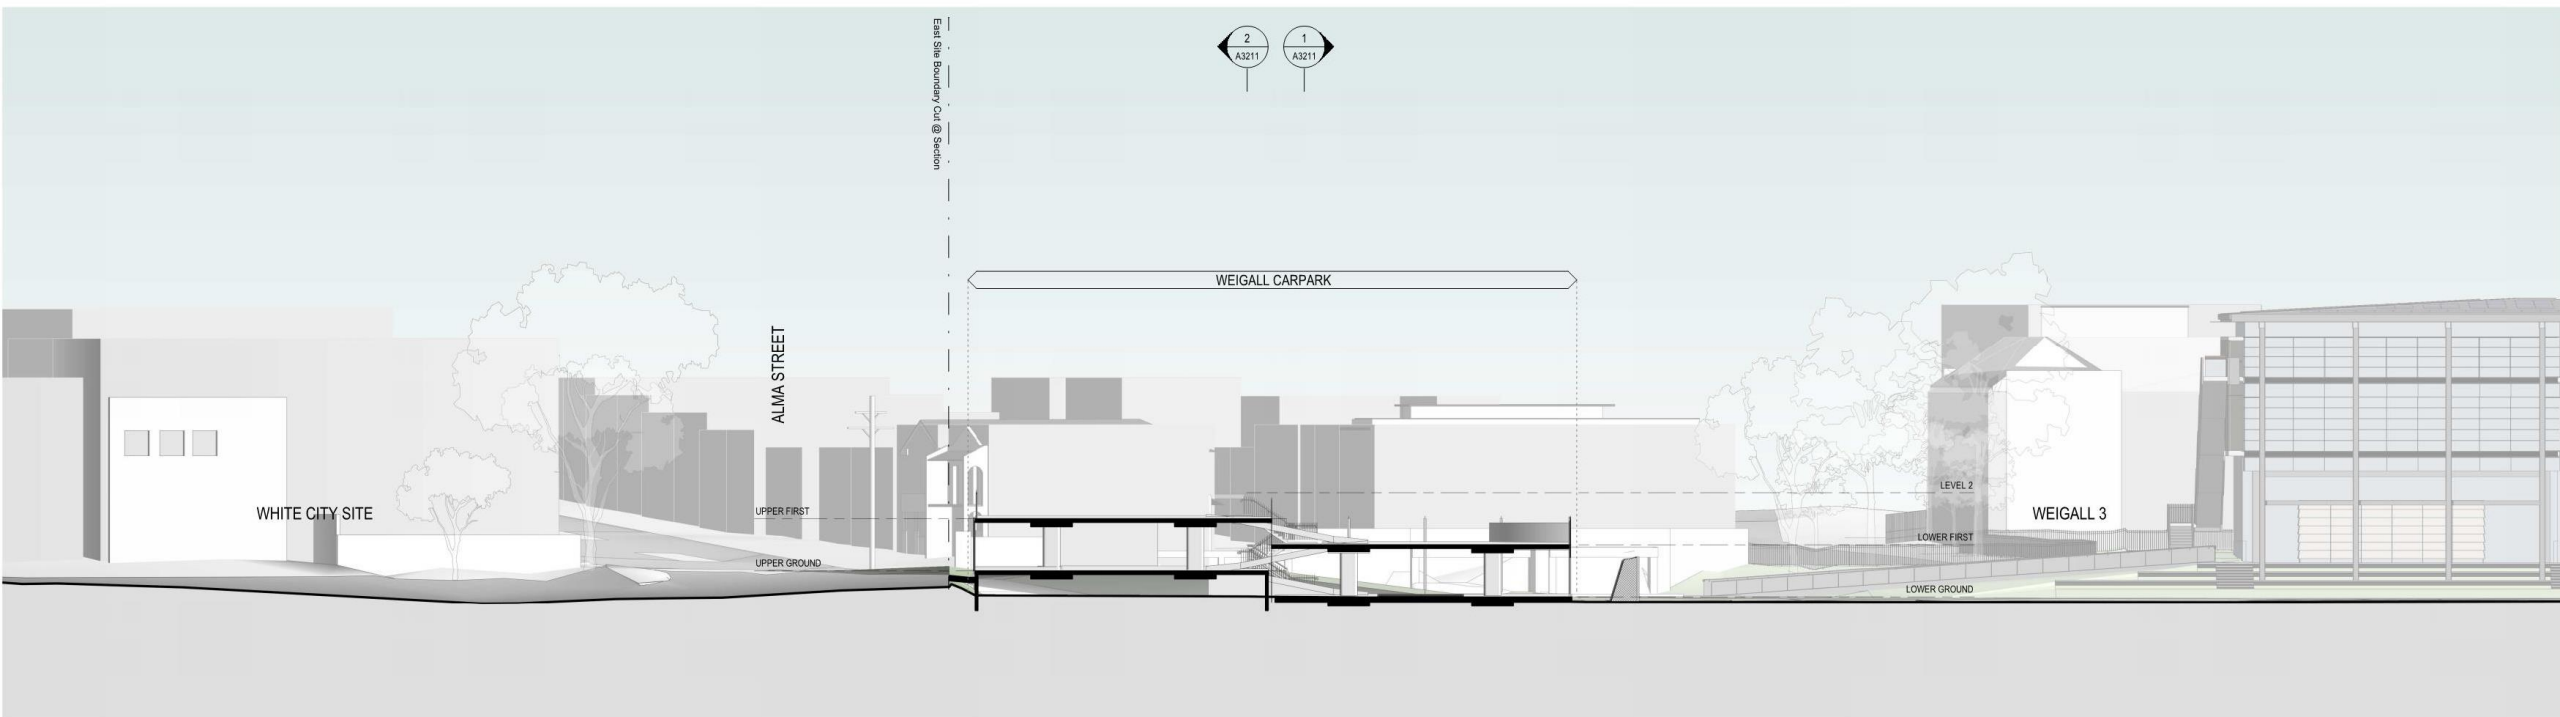 East Site Boundary Cut @ Section
2
A3211
1
A3211
WEIGALL CARPARK
ALMA STREET
LEVEL 2
UPPER FIRST
WHITE CITY SITE
WEIGALL 3
LOWER FIRST
UPPER GROUND
LOWER GROUND